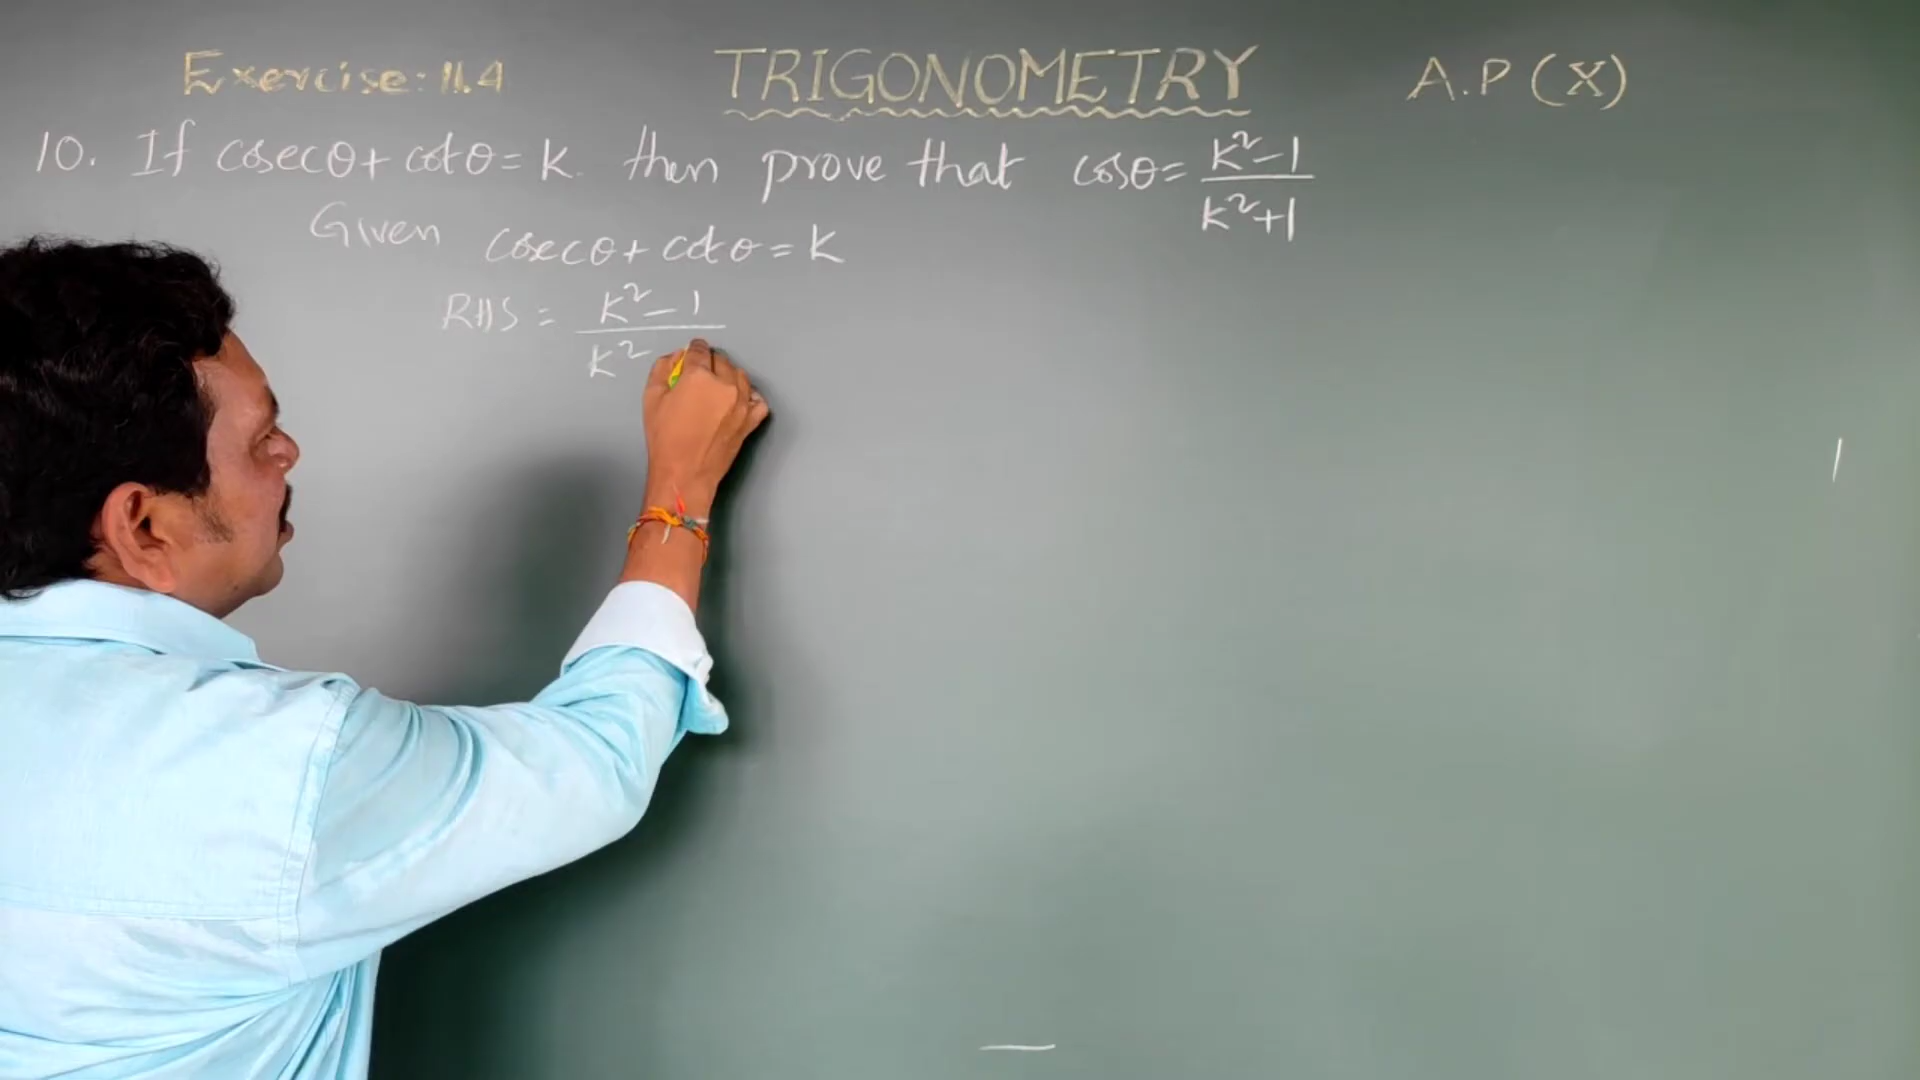 Exercise: 11.4 TRIGONOMETRY A.P (X)
10. If cosecθ + cotθ = K. then prove that cosθ = K²-1 / K²+1
Given cosecθ + cotθ = K
RHS = K²-1 / K²